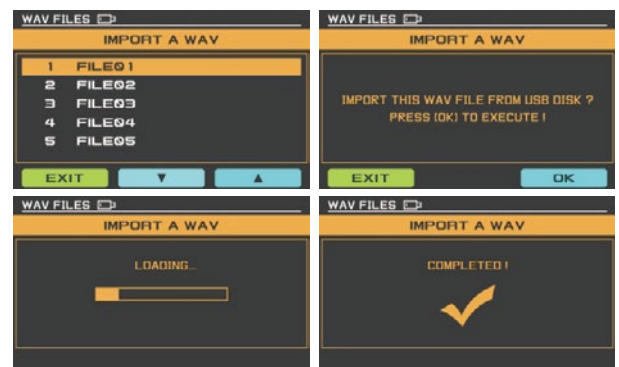 WAV FILES
IMPORT A WAV
1 FILE01
2 FILE02
3 FILE03
4 FILE04
5 FILE05
EXIT ▼ ▲
WAV FILES
IMPORT A WAV
IMPORT THIS WAV FILE FROM USB DISK ?
PRESS [OK] TO EXECUTE !
EXIT OK
WAV FILES
IMPORT A WAV
LOADING...
WAV FILES
IMPORT A WAV
COMPLETED !